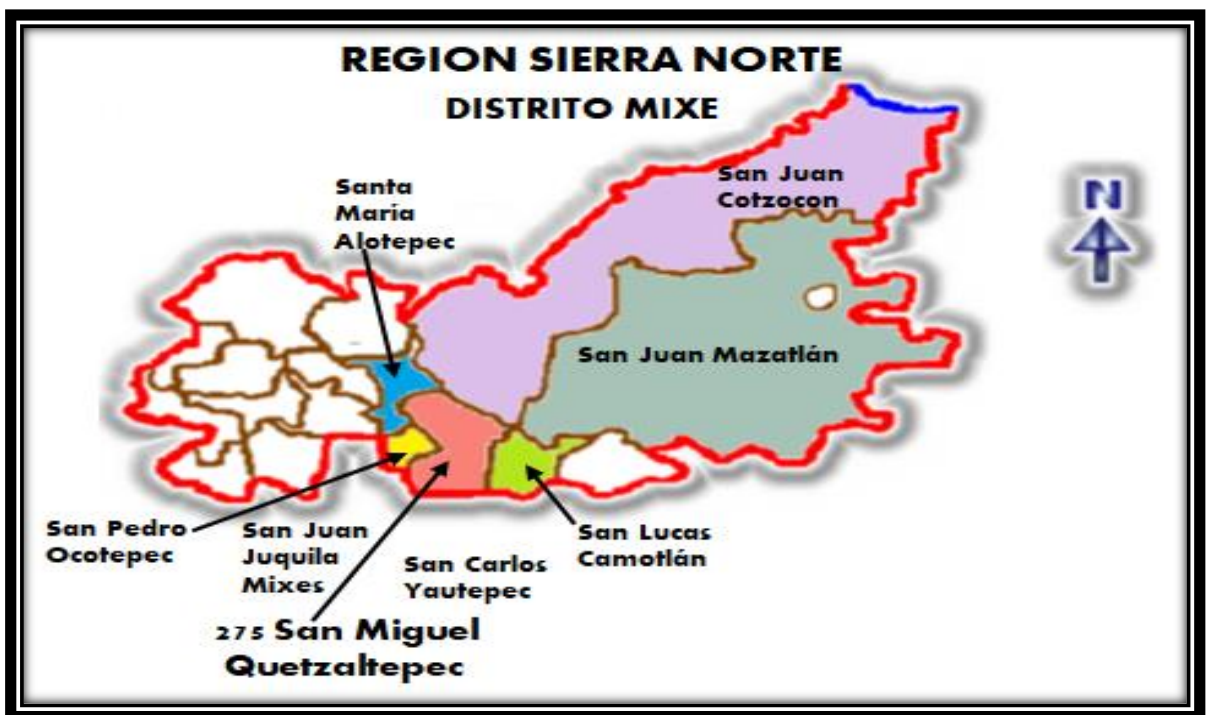 REGION SIERRA NORTE
DISTRITO MIXE
Santa
María
Alotepec
San Juan
Cotzocon
N
San Juan Mazatlán
San Pedro
Ocotepec
San Juan
Juquila
Mixes
San Carlos
Yautepec
San Lucas
Camotlán
275 San Miguel
Quetzaltepec